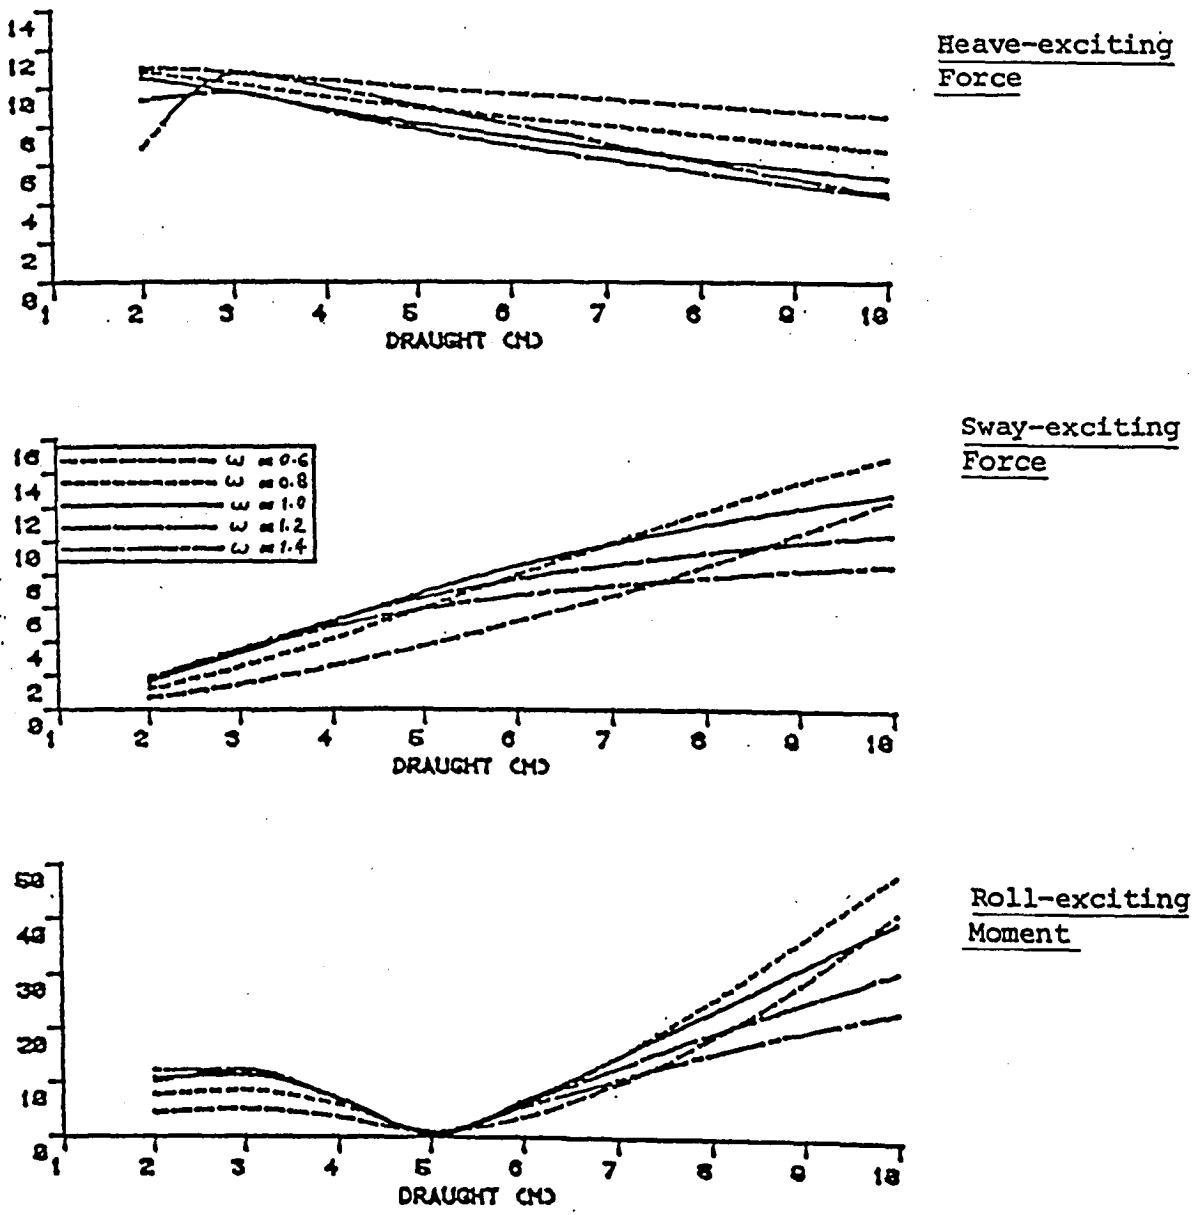 Heave-exciting
Force
14
12
10
8
6
4
2
0
1 2 3 4 5 6 7 8 9 10
DRAUGHT (M)
Sway-exciting
Force
16
14
12
10
8
6
4
2
0
ω = 0.6
ω = 0.8
ω = 1.0
ω = 1.2
ω = 1.4
1 2 3 4 5 6 7 8 9 10
DRAUGHT (M)
Roll-exciting
Moment
50
40
30
20
10
0
1 2 3 4 5 6 7 8 9 10
DRAUGHT (M)